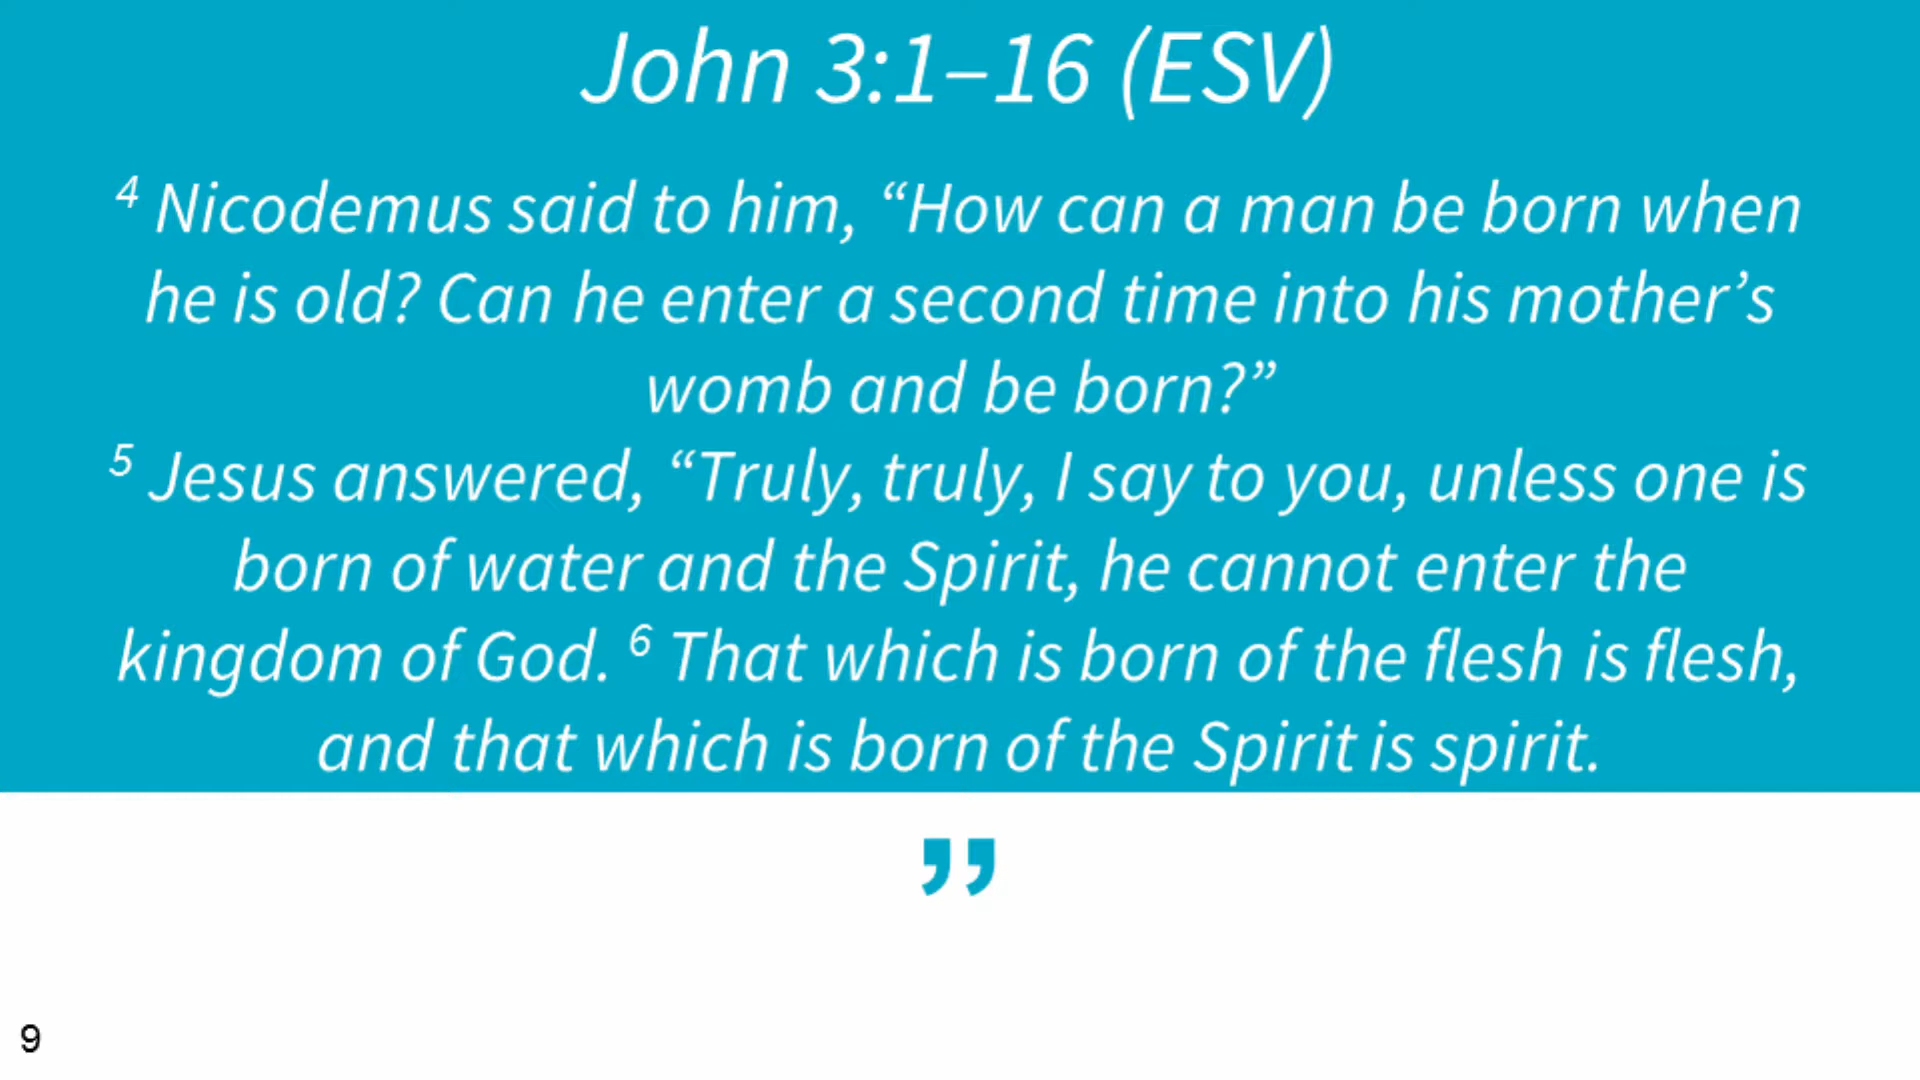 John 3:1–16 (ESV)
4 Nicodemus said to him, “How can a man be born when
he is old? Can he enter a second time into his mother’s
womb and be born?”
5 Jesus answered, “Truly, truly, I say to you, unless one is
born of water and the Spirit, he cannot enter the
kingdom of God. 6 That which is born of the flesh is flesh,
and that which is born of the Spirit is spirit.
”
9